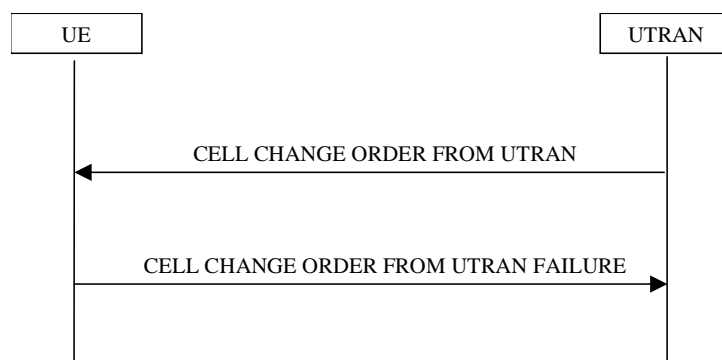 UE
UTRAN
CELL CHANGE ORDER FROM UTRAN
CELL CHANGE ORDER FROM UTRAN FAILURE